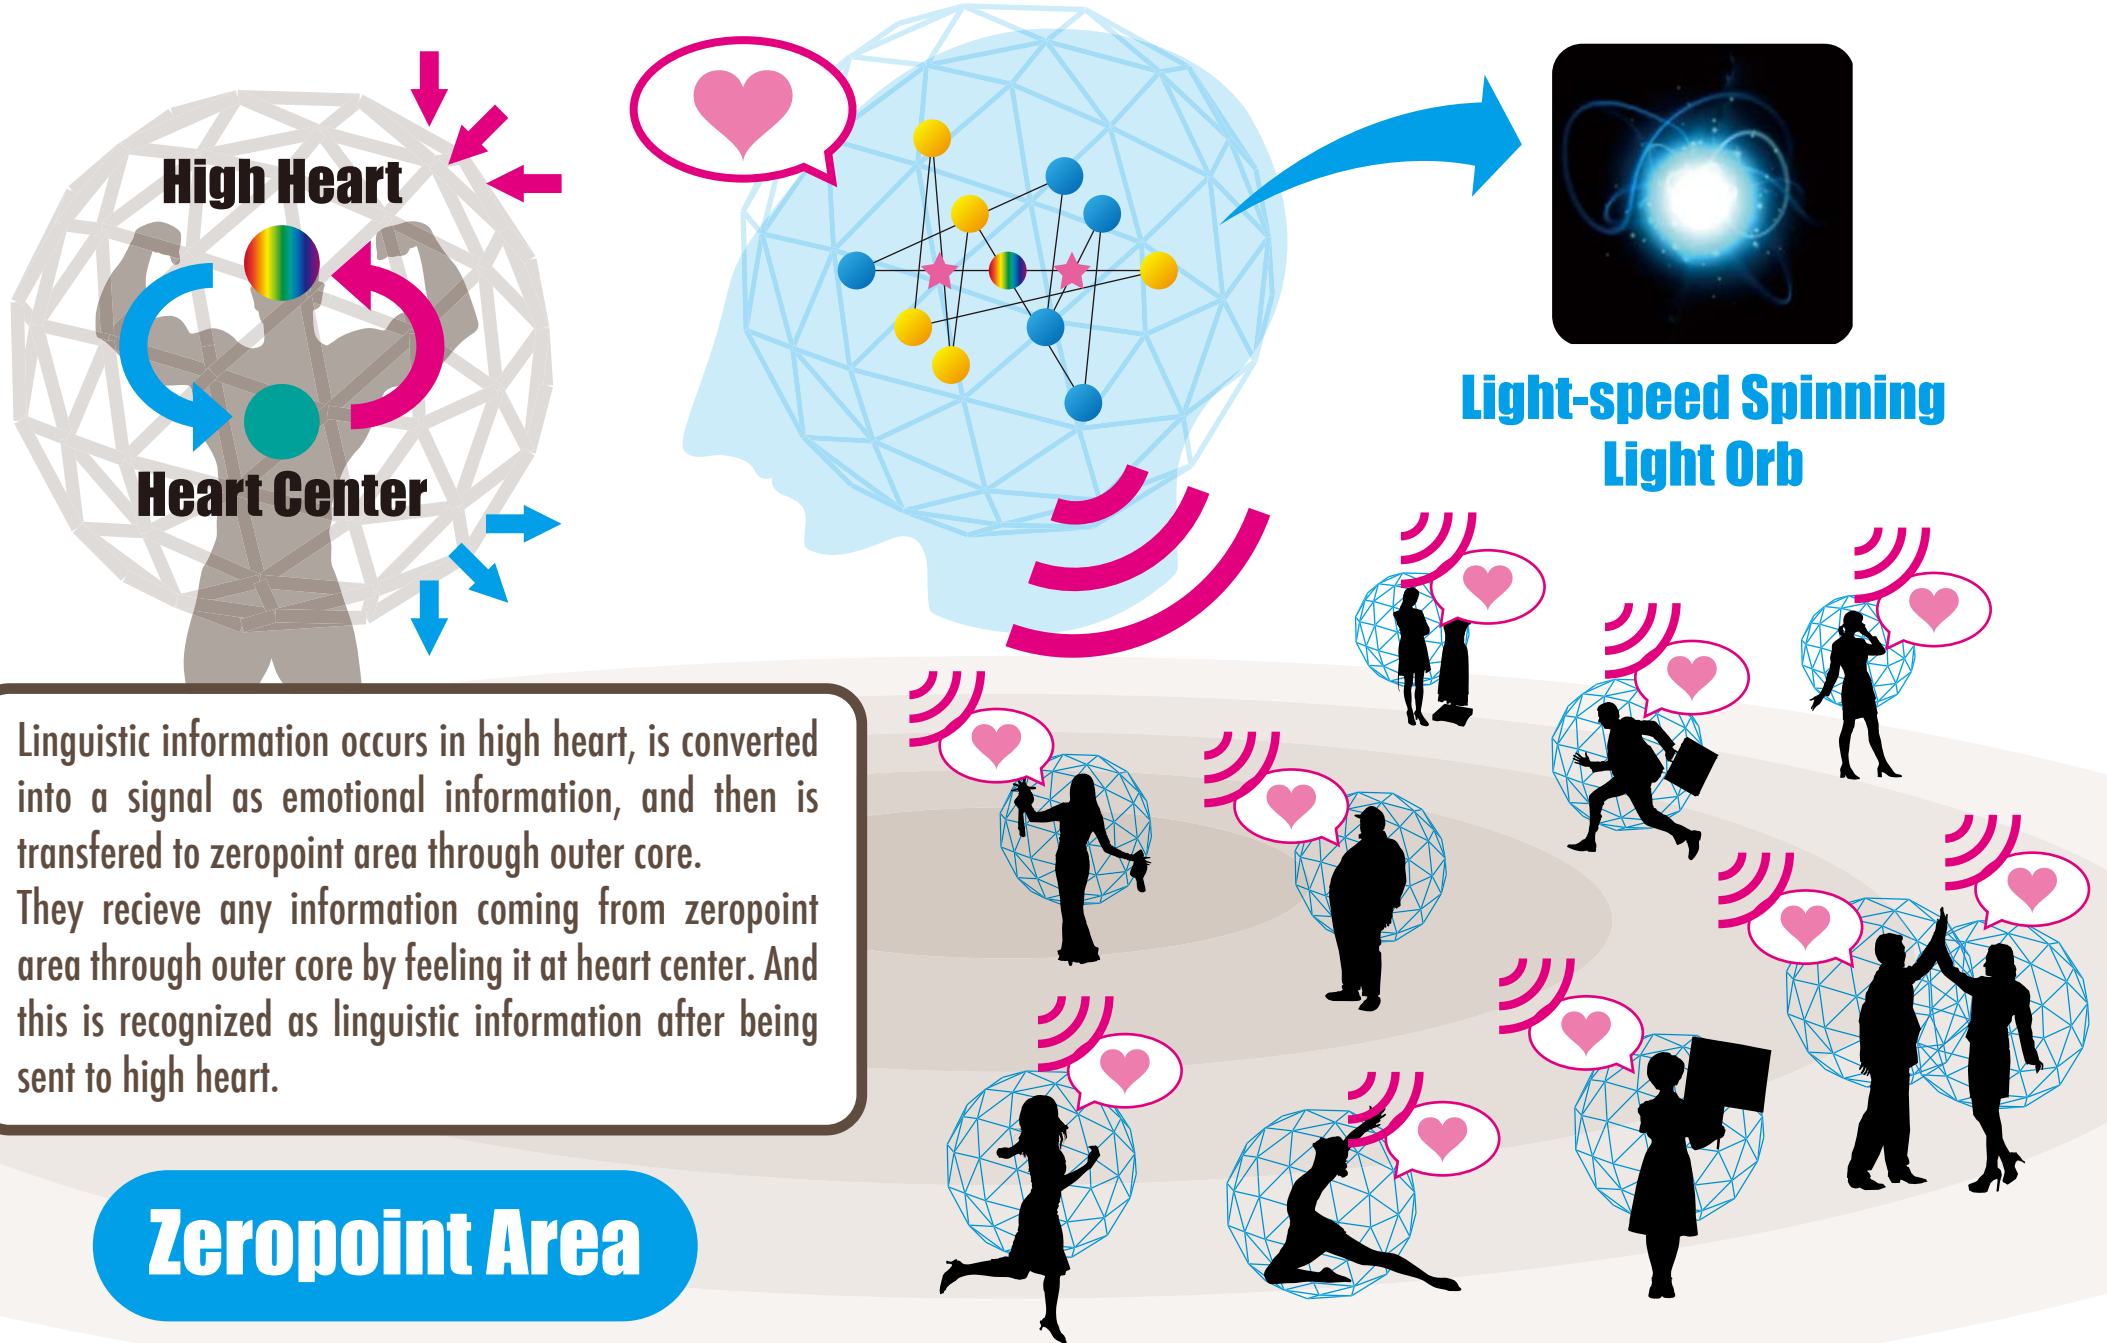 High Heart
Heart Center
Light-speed Spinning
Light Orb
Linguistic information occurs in high heart, is converted
into a signal as emotional information, and then is
transfered to zeropoint area through outer core.
They recieve any information coming from zeropoint
area through outer core by feeling it at heart center. And
this is recognized as linguistic information after being
sent to high heart.
Zeropoint Area